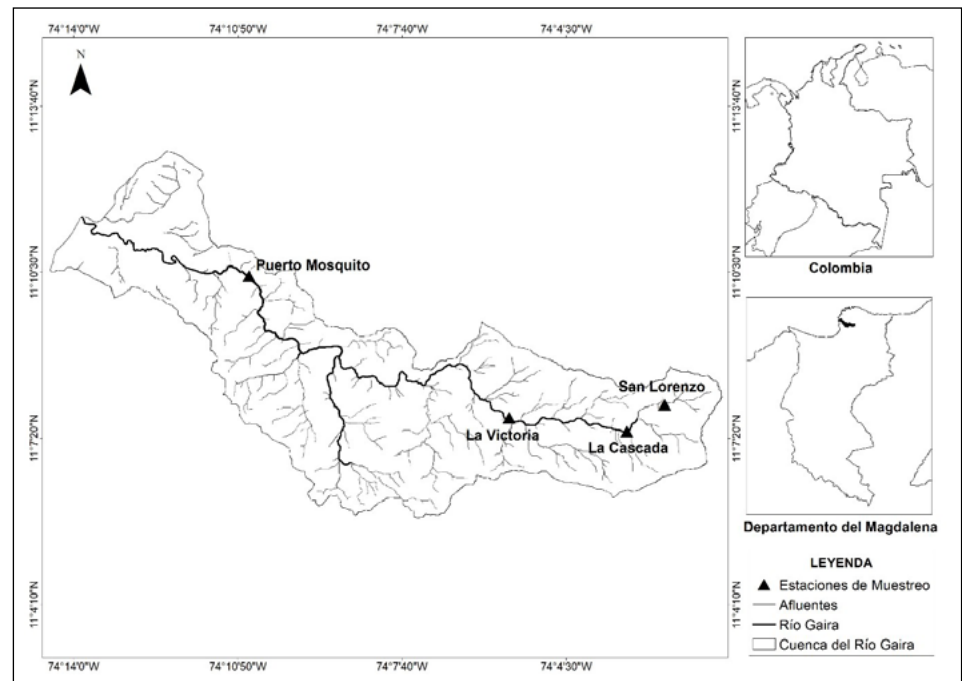 74°14'0"W 74°10'50"W 74°7'40"W 74°4'30"W
N
11°13'40"N 11°13'40"N
Puerto Mosquito
11°10'30"N 11°10'30"N
Colombia
San Lorenzo
La Victoria
La Cascada
11°7'20"N 11°7'20"N
Departamento del Magdalena
LEYENDA
Estaciones de Muestreo
Afluentes
Río Gaira
Cuenca del Río Gaira
11°4'10"N 11°4'10"N
74°14'0"W 74°10'50"W 74°7'40"W 74°4'30"W